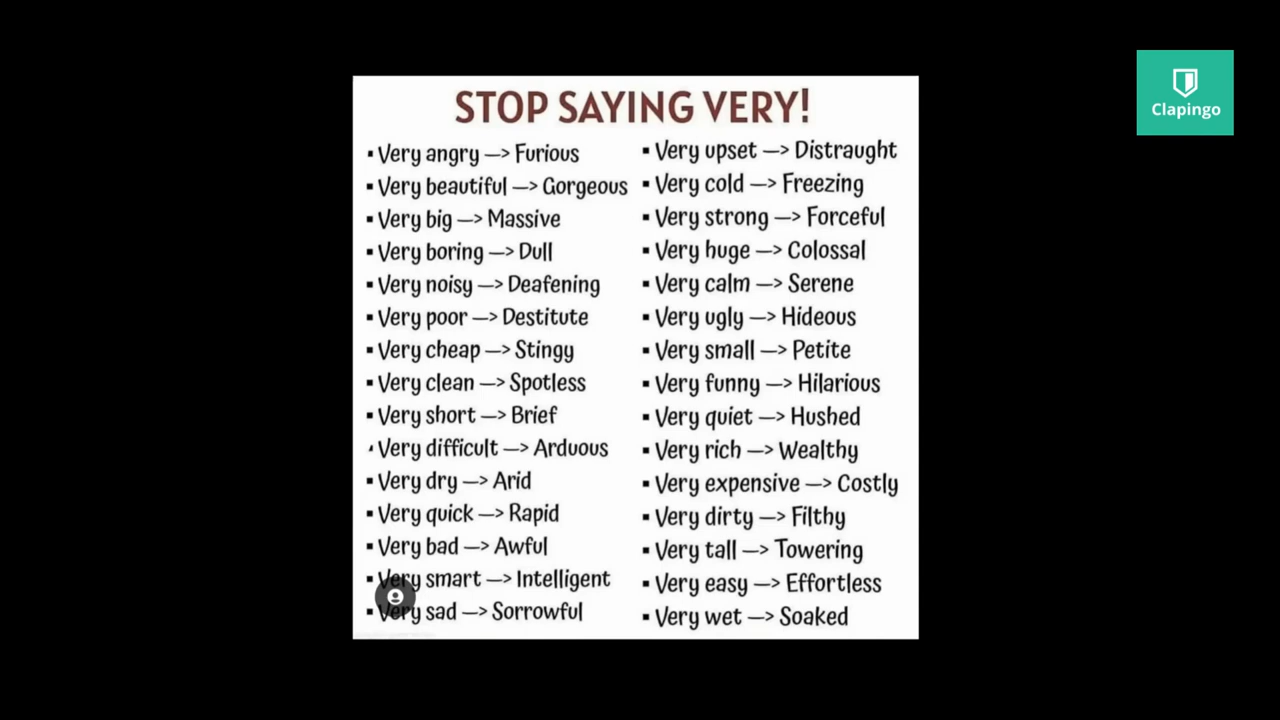 STOP SAYING VERY!
▪ Very angry —> Furious
▪ Very beautiful —> Gorgeous
▪ Very big —> Massive
▪ Very boring —> Dull
▪ Very noisy —> Deafening
▪ Very poor —> Destitute
▪ Very cheap —> Stingy
▪ Very clean —> Spotless
▪ Very short —> Brief
▪ Very difficult —> Arduous
▪ Very dry —> Arid
▪ Very quick —> Rapid
▪ Very bad —> Awful
▪ Very smart —> Intelligent
▪ Very sad —> Sorrowful
▪ Very upset —> Distraught
▪ Very cold —> Freezing
▪ Very strong —> Forceful
▪ Very huge —> Colossal
▪ Very calm —> Serene
▪ Very ugly —> Hideous
▪ Very small —> Petite
▪ Very funny —> Hilarious
▪ Very quiet —> Hushed
▪ Very rich —> Wealthy
▪ Very expensive —> Costly
▪ Very dirty —> Filthy
▪ Very tall —> Towering
▪ Very easy —> Effortless
▪ Very wet —> Soaked
Clapingo